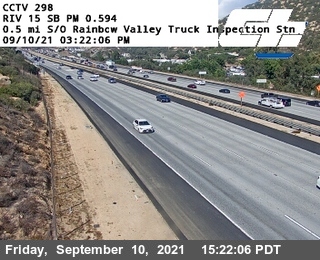 CCTV 298
RIV 15 SB PM 0.594
0.5 mi S/O Rainbow Valley Truck Inspection Stn
09/10/21 03:22:06 PM
Friday, September 10, 2021 15:22:06 PDT